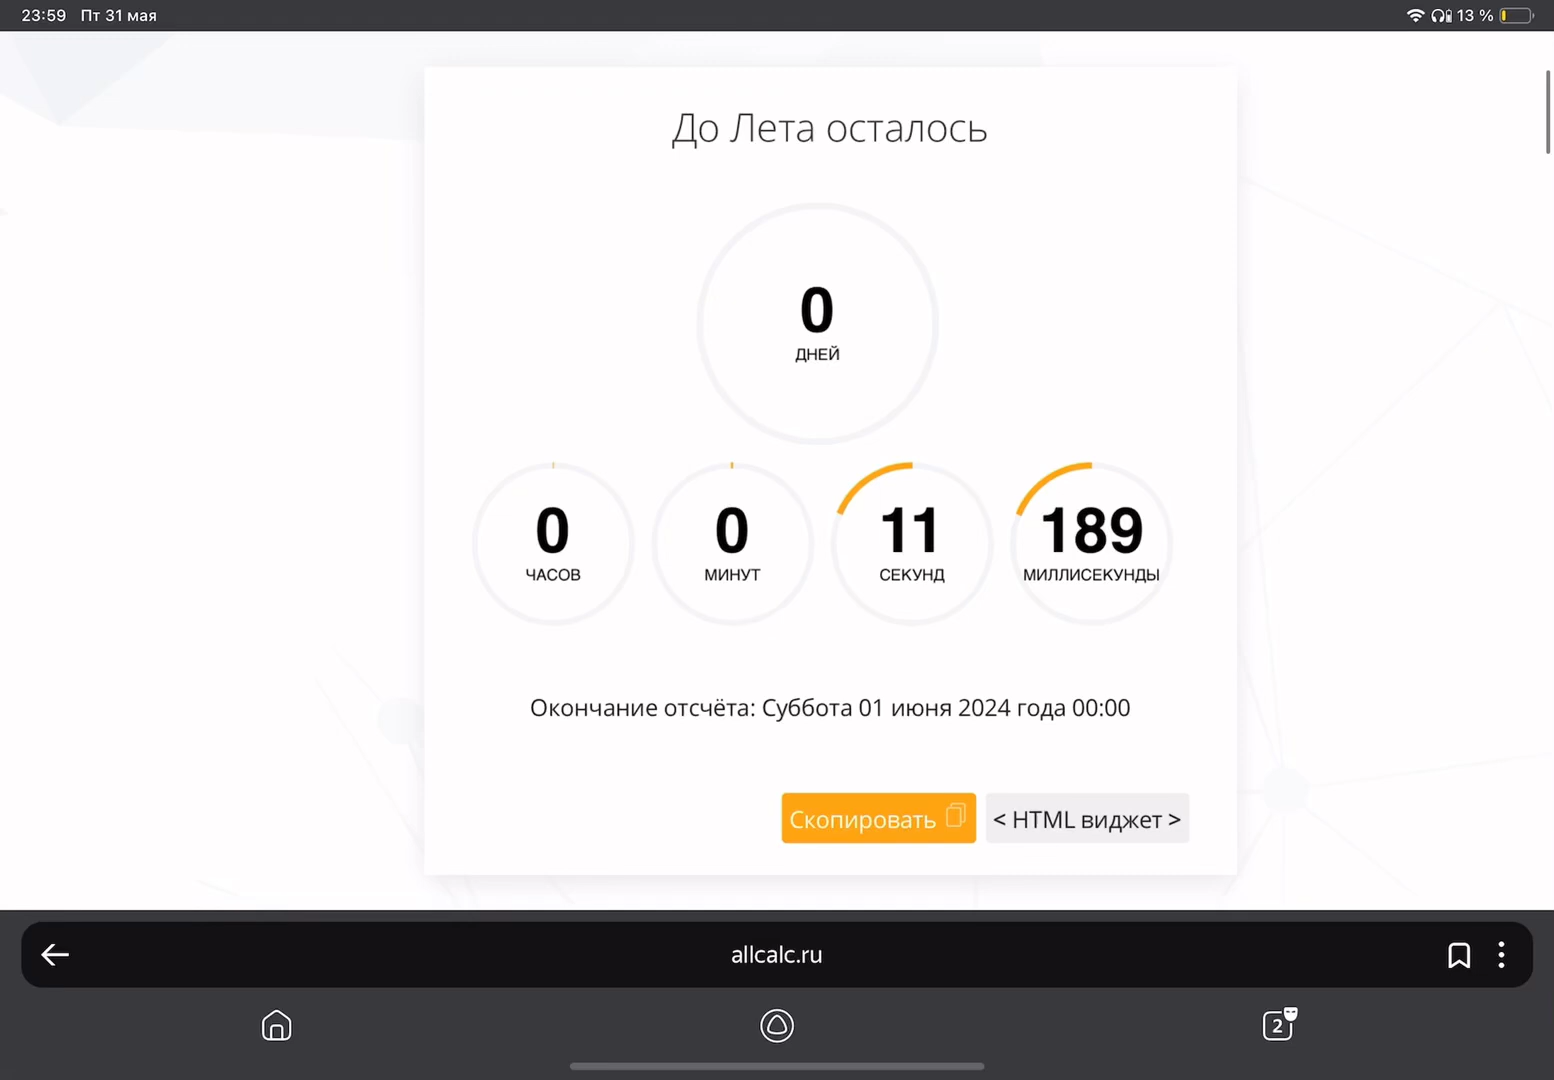 23:59 Пт 31 мая
13 %
До Лета осталось
0
ДНЕЙ
0
ЧАСОВ
0
МИНУТ
11
СЕКУНД
189
МИЛЛИСЕКУНДЫ
Окончание отсчёта: Суббота 01 июня 2024 года 00:00
Скопировать
< HTML виджет >
allcalc.ru
2